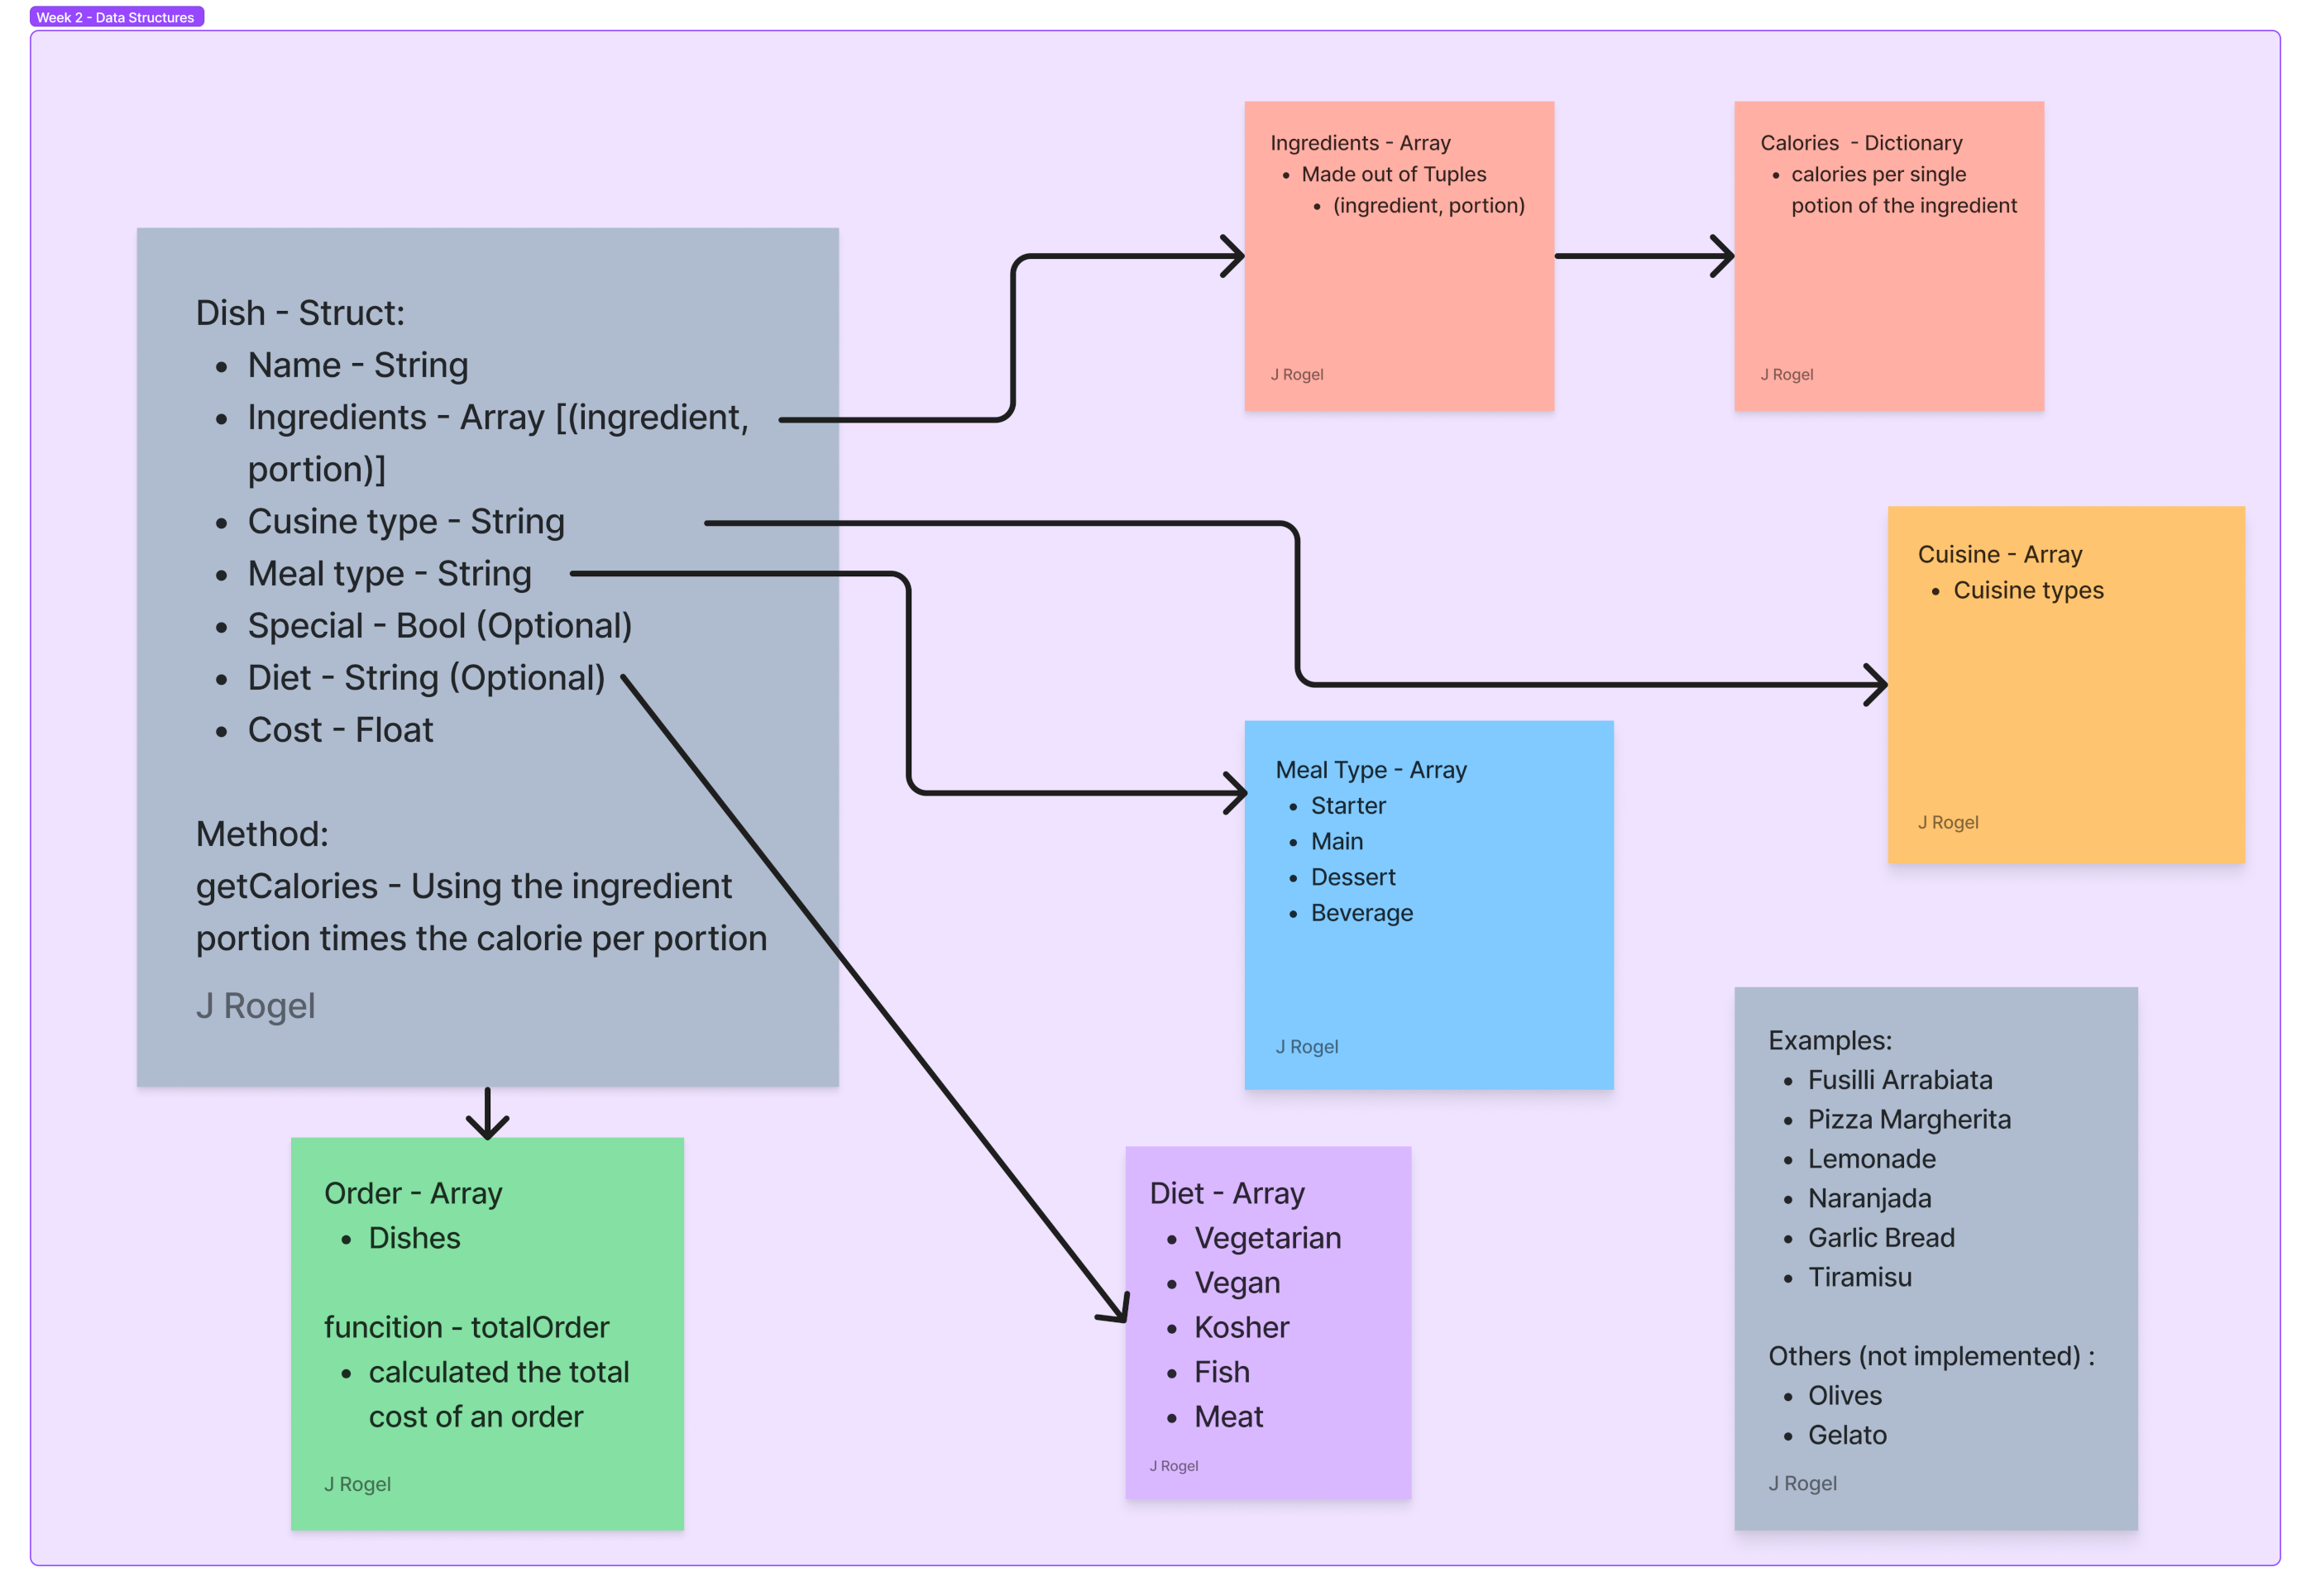 Week 2 - Data Structures
Dish - Struct:
• Name - String
• Ingredients - Array [(ingredient,
portion)]
• Cusine type - String
• Meal type - String
• Special - Bool (Optional)
• Diet - String (Optional)
• Cost - Float
Method:
getCalories - Using the ingredient
portion times the calorie per portion
J Rogel
Ingredients - Array
• Made out of Tuples
• (ingredient, portion)
J Rogel
Calories  - Dictionary
• calories per single
potion of the ingredient
J Rogel
Cuisine - Array
• Cuisine types
J Rogel
Meal Type - Array
• Starter
• Main
• Dessert
• Beverage
J Rogel
Order - Array
• Dishes
funcition - totalOrder
• calculated the total
cost of an order
J Rogel
Diet - Array
• Vegetarian
• Vegan
• Kosher
• Fish
• Meat
J Rogel
Examples:
• Fusilli Arrabiata
• Pizza Margherita
• Lemonade
• Naranjada
• Garlic Bread
• Tiramisu
Others (not implemented) :
• Olives
• Gelato
J Rogel